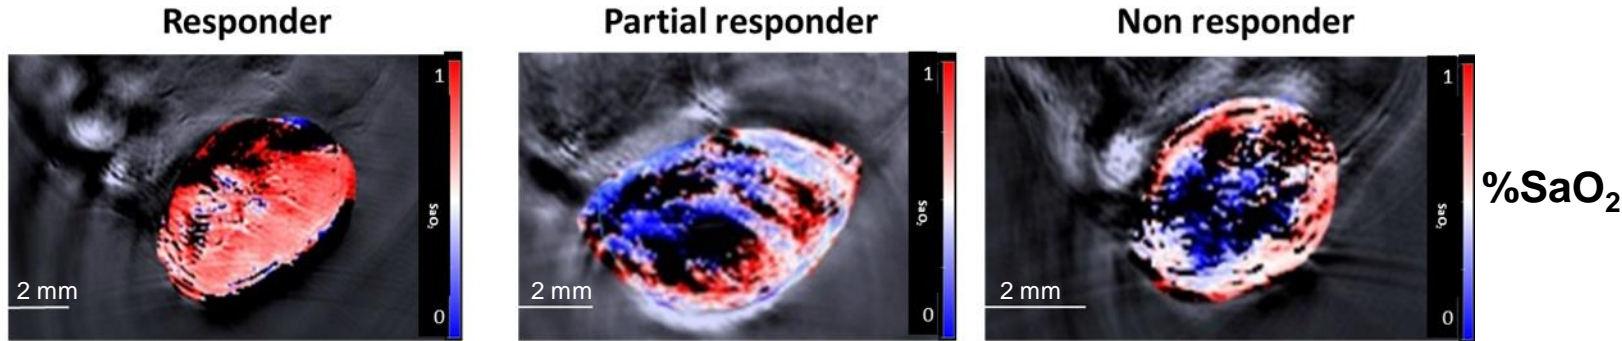 Responder
Partial responder
Non responder
1
SaO₂
0
2 mm
1
SaO₂
0
2 mm
1
SaO₂
0
2 mm
%SaO₂